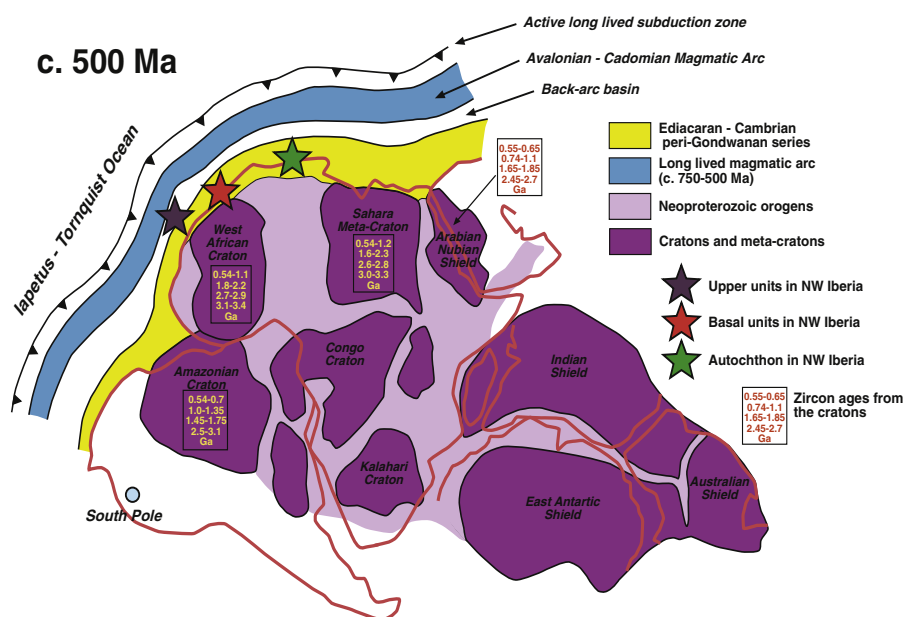 c. 500 Ma
Active long lived subduction zone
Avalonian - Cadomian Magmatic Arc
Back-arc basin
Iapetus - Tornquist Ocean
Ediacaran - Cambrian
peri-Gondwanan series
Long lived magmatic arc
(c. 750-500 Ma)
Neoproterozoic orogens
Cratons and meta-cratons
Upper units in NW Iberia
Basal units in NW Iberia
Autochthon in NW Iberia
0.55-0.65
0.74-1.1
1.65-1.85
2.45-2.7
Ga
Zircon ages from
the cratons
0.55-0.65
0.74-1.1
1.65-1.85
2.45-2.7
Ga
West
African
Craton
0.54-1.1
1.8-2.2
2.7-2.9
3.1-3.4
Ga
Sahara
Meta-Craton
0.54-1.2
1.6-2.3
2.6-2.8
3.0-3.3
Ga
Arabian
Nubian
Shield
Amazonian
Craton
0.54-0.7
1.0-1.35
1.45-1.75
2.5-3.1
Ga
Congo
Craton
Indian
Shield
Kalahari
Craton
East Antartic
Shield
Australian
Shield
South Pole